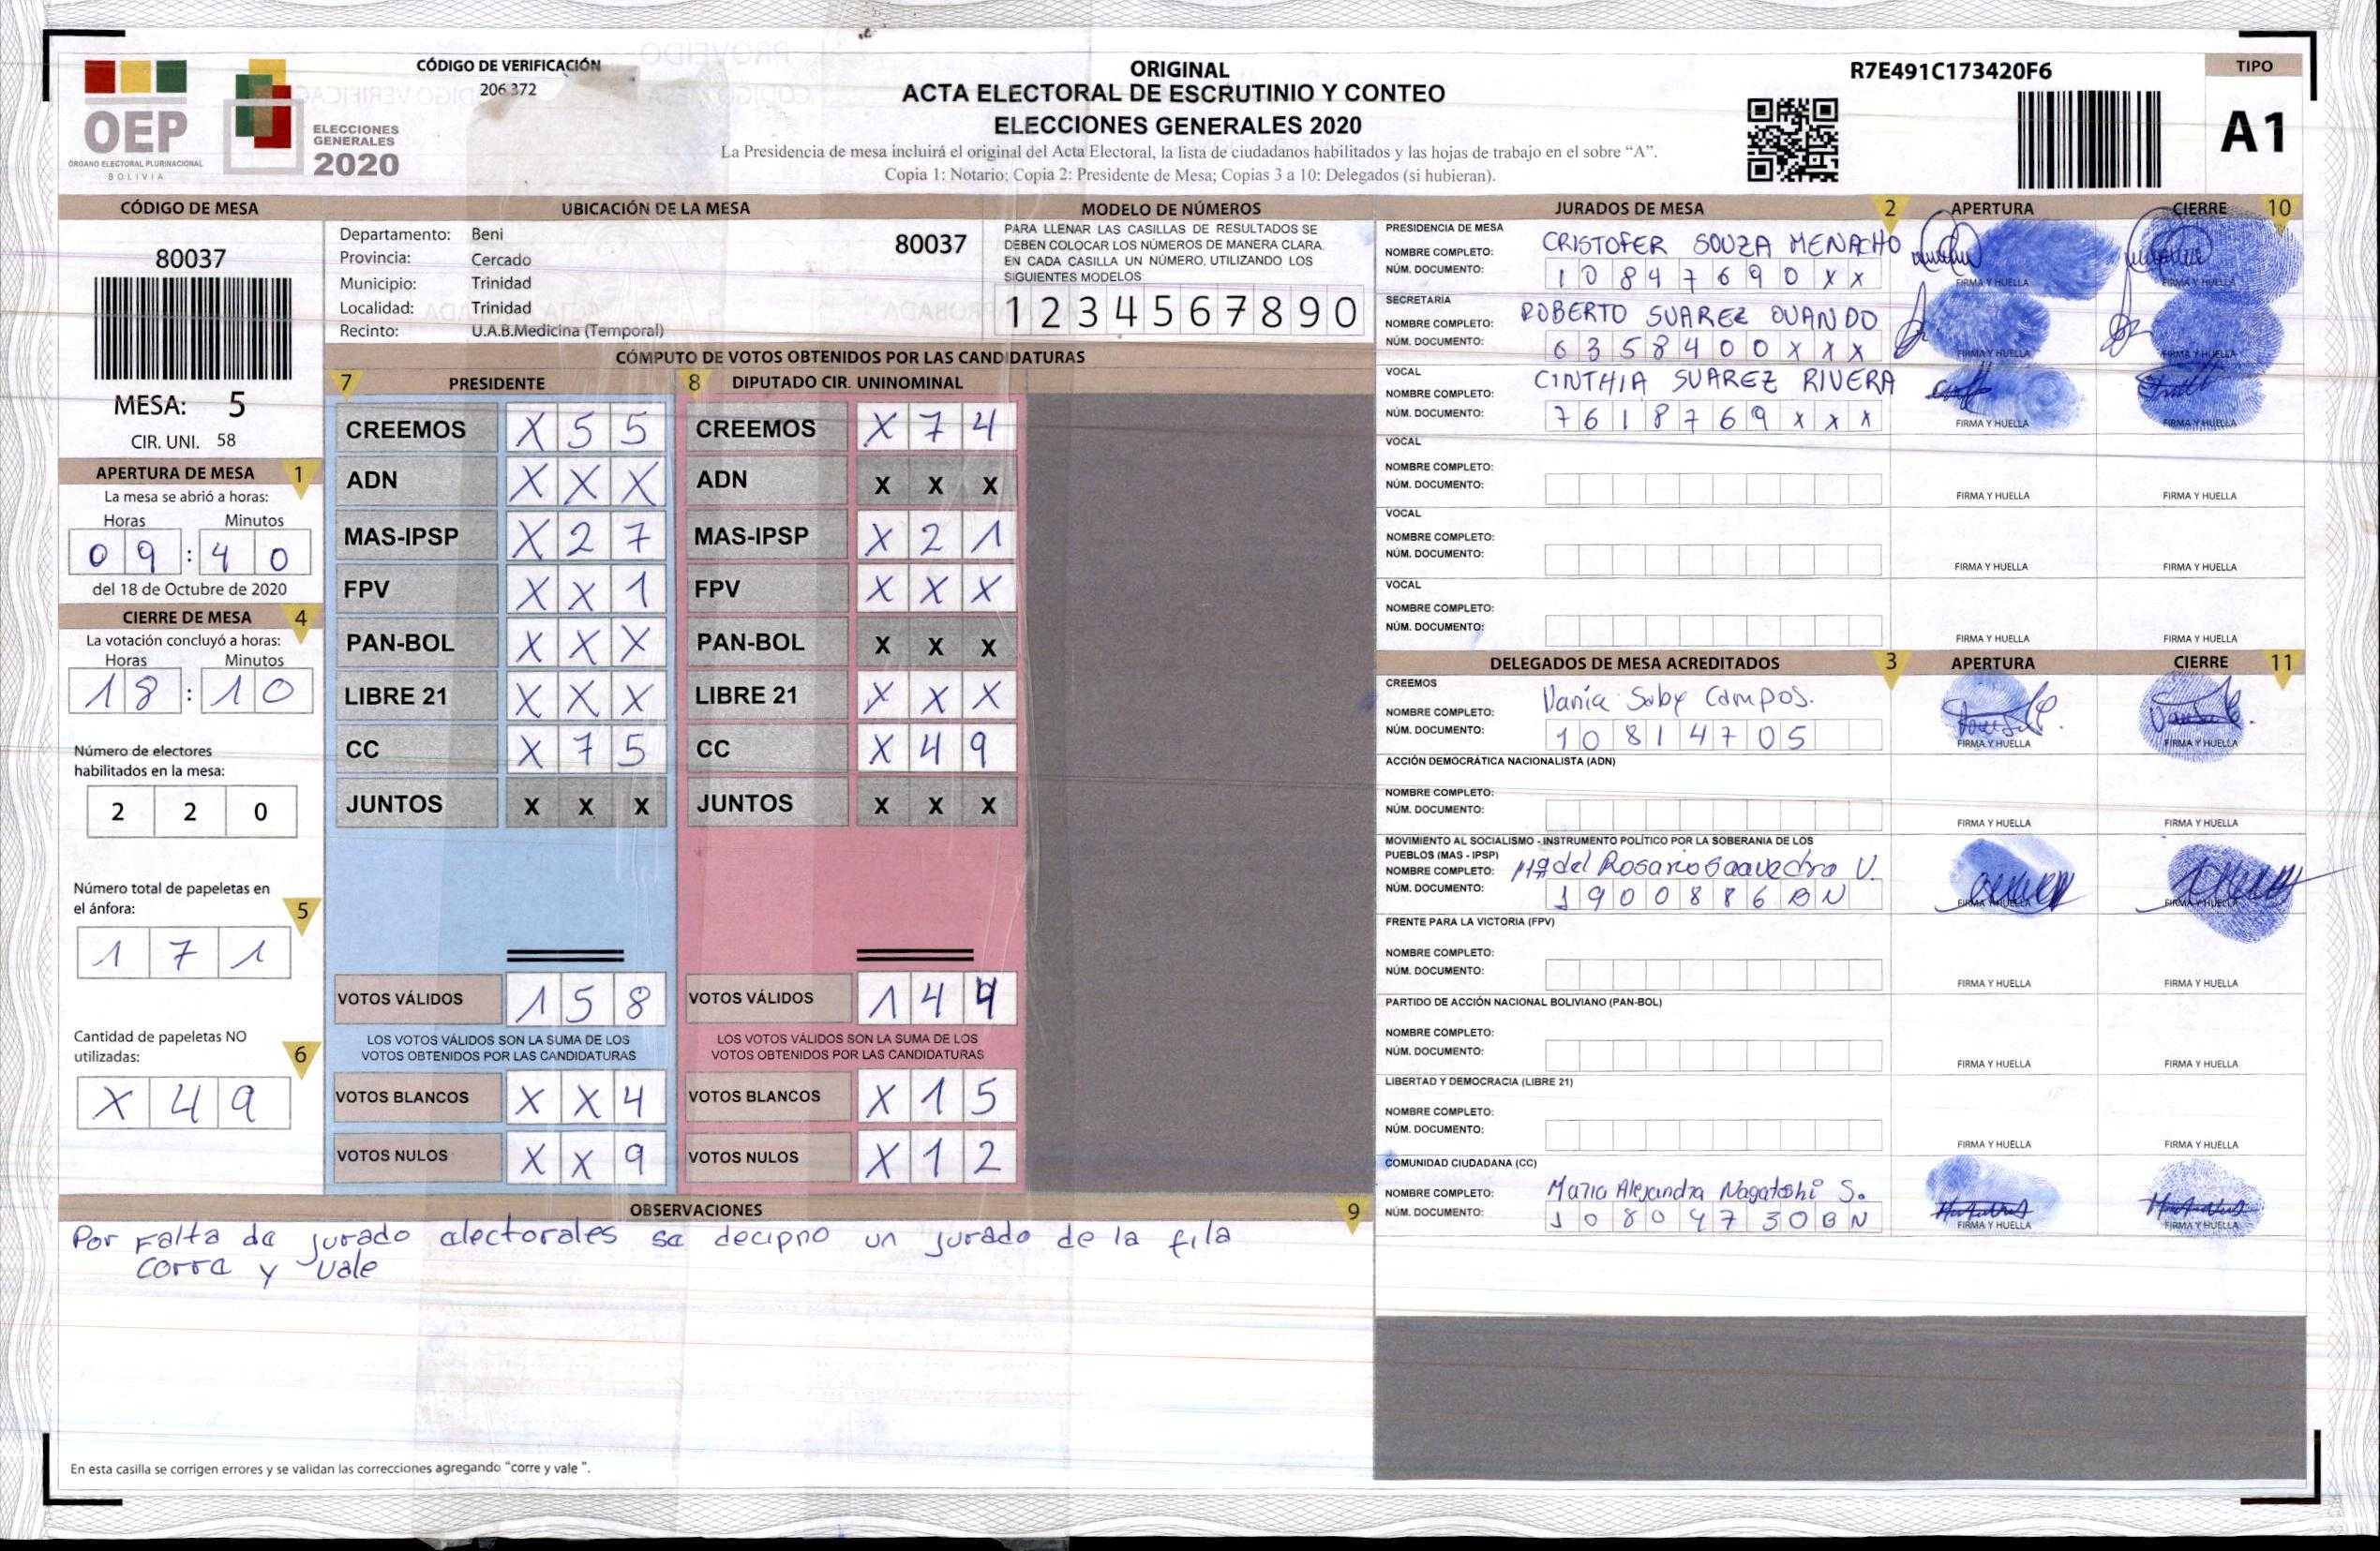 CÓDIGO DE VERIFICACIÓN
206 372
ORIGINAL
ACTA ELECTORAL DE ESCRUTINIO Y CONTEO
ELECCIONES GENERALES 2020
La Presidencia de mesa incluirá el original del Acta Electoral, la lista de ciudadanos habilitados y las hojas de trabajo en el sobre “A”.
Copia 1: Notario; Copia 2: Presidente de Mesa; Copias 3 a 10: Delegados (si hubieran).
R7E491C173420F6
TIPO
A1
OEP
ÓRGANO ELECTORAL PLURINACIONAL
BOLIVIA
ELECCIONES
GENERALES
2020
CÓDIGO DE MESA
80037
MESA: 5
CIR. UNI. 58
APERTURA DE MESA 1
La mesa se abrió a horas:
Horas Minutos
0 9 : 4 0
del 18 de Octubre de 2020
CIERRE DE MESA 4
La votación concluyó a horas:
Horas Minutos
1 8 : 1 0
Número de electores
habilitados en la mesa:
2 2 0
Número total de papeletas en
el ánfora: 5
1 7 1
Cantidad de papeletas NO
utilizadas: 6
X 4 9
UBICACIÓN DE LA MESA
Departamento: Beni
Provincia: Cercado
Municipio: Trinidad
Localidad: Trinidad
Recinto: U.A.B.Medicina (Temporal)
80037
MODELO DE NÚMEROS
PARA LLENAR LAS CASILLAS DE RESULTADOS SE
DEBEN COLOCAR LOS NÚMEROS DE MANERA CLARA.
EN CADA CASILLA UN NÚMERO, UTILIZANDO LOS
SIGUIENTES MODELOS
1 2 3 4 5 6 7 8 9 0
CÓMPUTO DE VOTOS OBTENIDOS POR LAS CANDIDATURAS
7 PRESIDENTE
CREEMOS X 5 5
ADN X X X
MAS-IPSP X 2 7
FPV X X 1
PAN-BOL X X X
LIBRE 21 X X X
CC X 7 5
JUNTOS X X X
VOTOS VÁLIDOS 1 5 8
LOS VOTOS VÁLIDOS SON LA SUMA DE LOS
VOTOS OBTENIDOS POR LAS CANDIDATURAS
VOTOS BLANCOS X X 4
VOTOS NULOS X X 9
8 DIPUTADO CIR. UNINOMINAL
CREEMOS X 7 4
ADN X X X
MAS-IPSP X 2 1
FPV X X X
PAN-BOL X X X
LIBRE 21 X X X
CC X 4 9
JUNTOS X X X
VOTOS VÁLIDOS 1 4 4
LOS VOTOS VÁLIDOS SON LA SUMA DE LOS
VOTOS OBTENIDOS POR LAS CANDIDATURAS
VOTOS BLANCOS X 1 5
VOTOS NULOS X 1 2
OBSERVACIONES 9
Por Falta de jurado electorales se decipno un jurado de la fila
corre y vale
En esta casilla se corrigen errores y se validan las correcciones agregando “corre y vale ”.
JURADOS DE MESA 2 APERTURA CIERRE 10
PRESIDENCIA DE MESA
NOMBRE COMPLETO: CRISTOFER SOUZA MENACHO
NÚM. DOCUMENTO: 1 0 8 4 7 6 9 0 X X
FIRMA Y HUELLA FIRMA Y HUELLA
SECRETARIA
NOMBRE COMPLETO: ROBERTO SUAREZ OVANDO
NÚM. DOCUMENTO: 6 3 5 8 4 0 0 X X X
FIRMA Y HUELLA FIRMA Y HUELLA
VOCAL
NOMBRE COMPLETO: CINTHIA SUAREZ RIVERA
NÚM. DOCUMENTO: 7 6 1 8 7 6 9 X X X
FIRMA Y HUELLA FIRMA Y HUELLA
VOCAL
NOMBRE COMPLETO:
NÚM. DOCUMENTO:
FIRMA Y HUELLA FIRMA Y HUELLA
VOCAL
NOMBRE COMPLETO:
NÚM. DOCUMENTO:
FIRMA Y HUELLA FIRMA Y HUELLA
VOCAL
NOMBRE COMPLETO:
NÚM. DOCUMENTO:
FIRMA Y HUELLA FIRMA Y HUELLA
DELEGADOS DE MESA ACREDITADOS 3 APERTURA CIERRE 11
CREEMOS
NOMBRE COMPLETO: Vania Saby Campos.
NÚM. DOCUMENTO: 1 0 8 1 4 7 0 5
FIRMA Y HUELLA FIRMA Y HUELLA
ACCIÓN DEMOCRÁTICA NACIONALISTA (ADN)
NOMBRE COMPLETO:
NÚM. DOCUMENTO:
FIRMA Y HUELLA FIRMA Y HUELLA
MOVIMIENTO AL SOCIALISMO - INSTRUMENTO POLÍTICO POR LA SOBERANIA DE LOS
PUEBLOS (MAS - IPSP)
NOMBRE COMPLETO: Mª del Rosario Saavedra V.
NÚM. DOCUMENTO: 1 9 0 0 8 8 6 B N
FIRMA Y HUELLA FIRMA Y HUELLA
FRENTE PARA LA VICTORIA (FPV)
NOMBRE COMPLETO:
NÚM. DOCUMENTO:
FIRMA Y HUELLA FIRMA Y HUELLA
PARTIDO DE ACCIÓN NACIONAL BOLIVIANO (PAN-BOL)
NOMBRE COMPLETO:
NÚM. DOCUMENTO:
FIRMA Y HUELLA FIRMA Y HUELLA
LIBERTAD Y DEMOCRACIA (LIBRE 21)
NOMBRE COMPLETO:
NÚM. DOCUMENTO:
FIRMA Y HUELLA FIRMA Y HUELLA
COMUNIDAD CIUDADANA (CC)
NOMBRE COMPLETO: Maria Alejandra Nagatoshi S.
NÚM. DOCUMENTO: 1 0 8 0 4 7 3 0 B N
FIRMA Y HUELLA FIRMA Y HUELLA